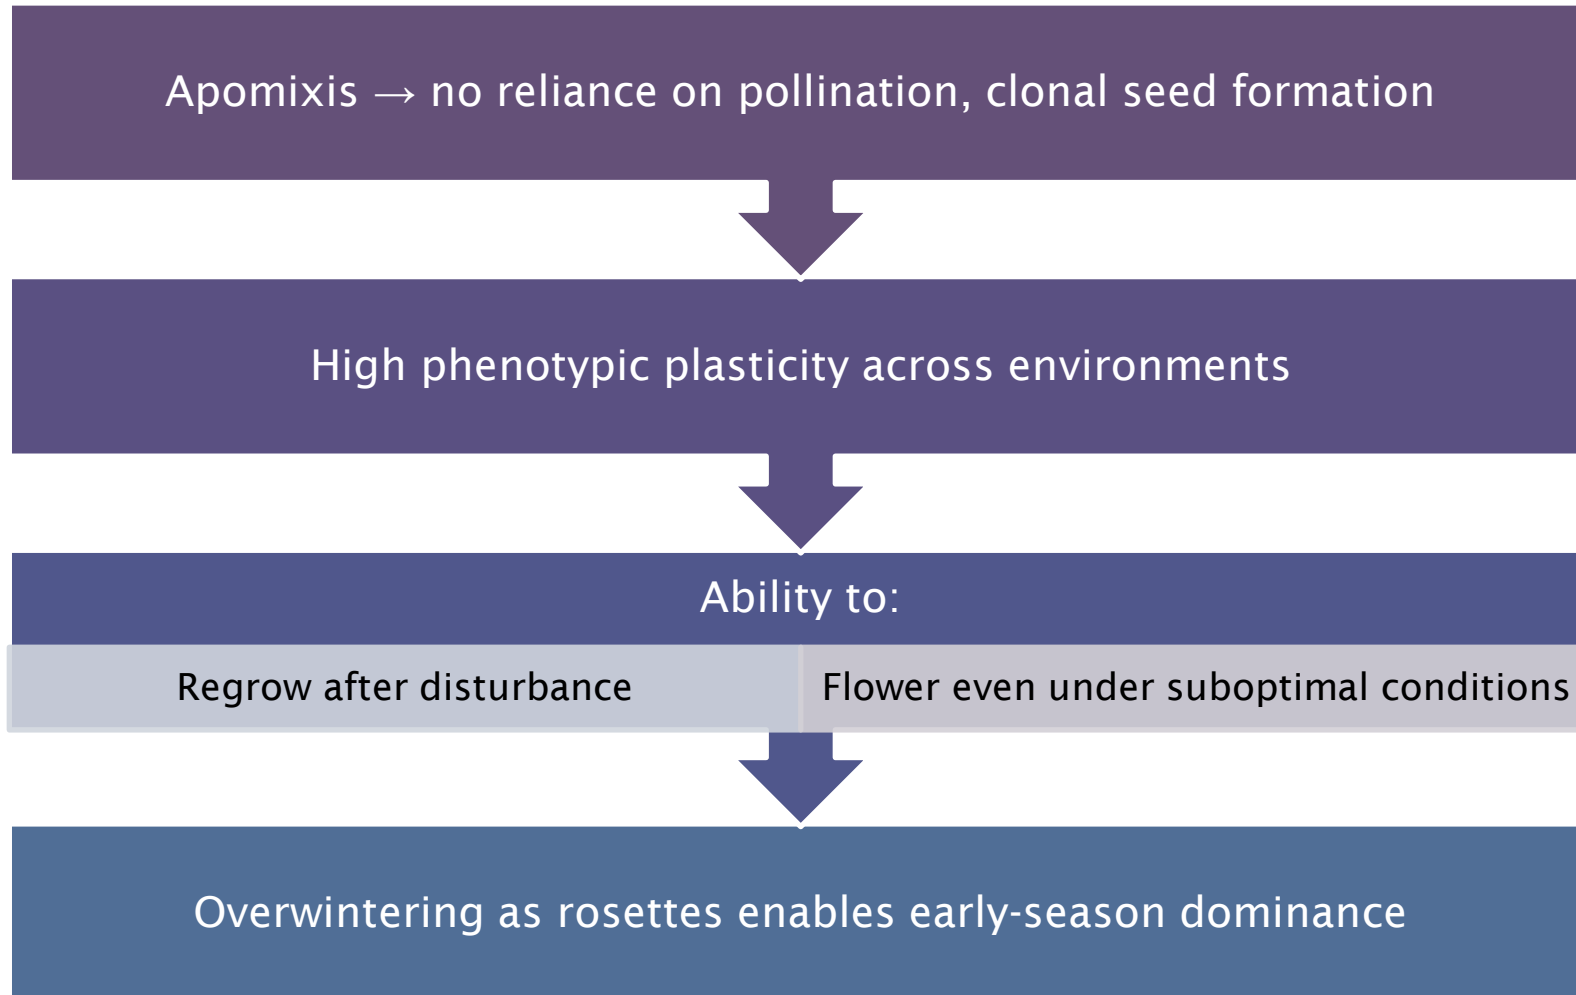 Apomixis → no reliance on pollination, clonal seed formation
High phenotypic plasticity across environments
Ability to:
Regrow after disturbance
Flower even under suboptimal conditions
Overwintering as rosettes enables early-season dominance